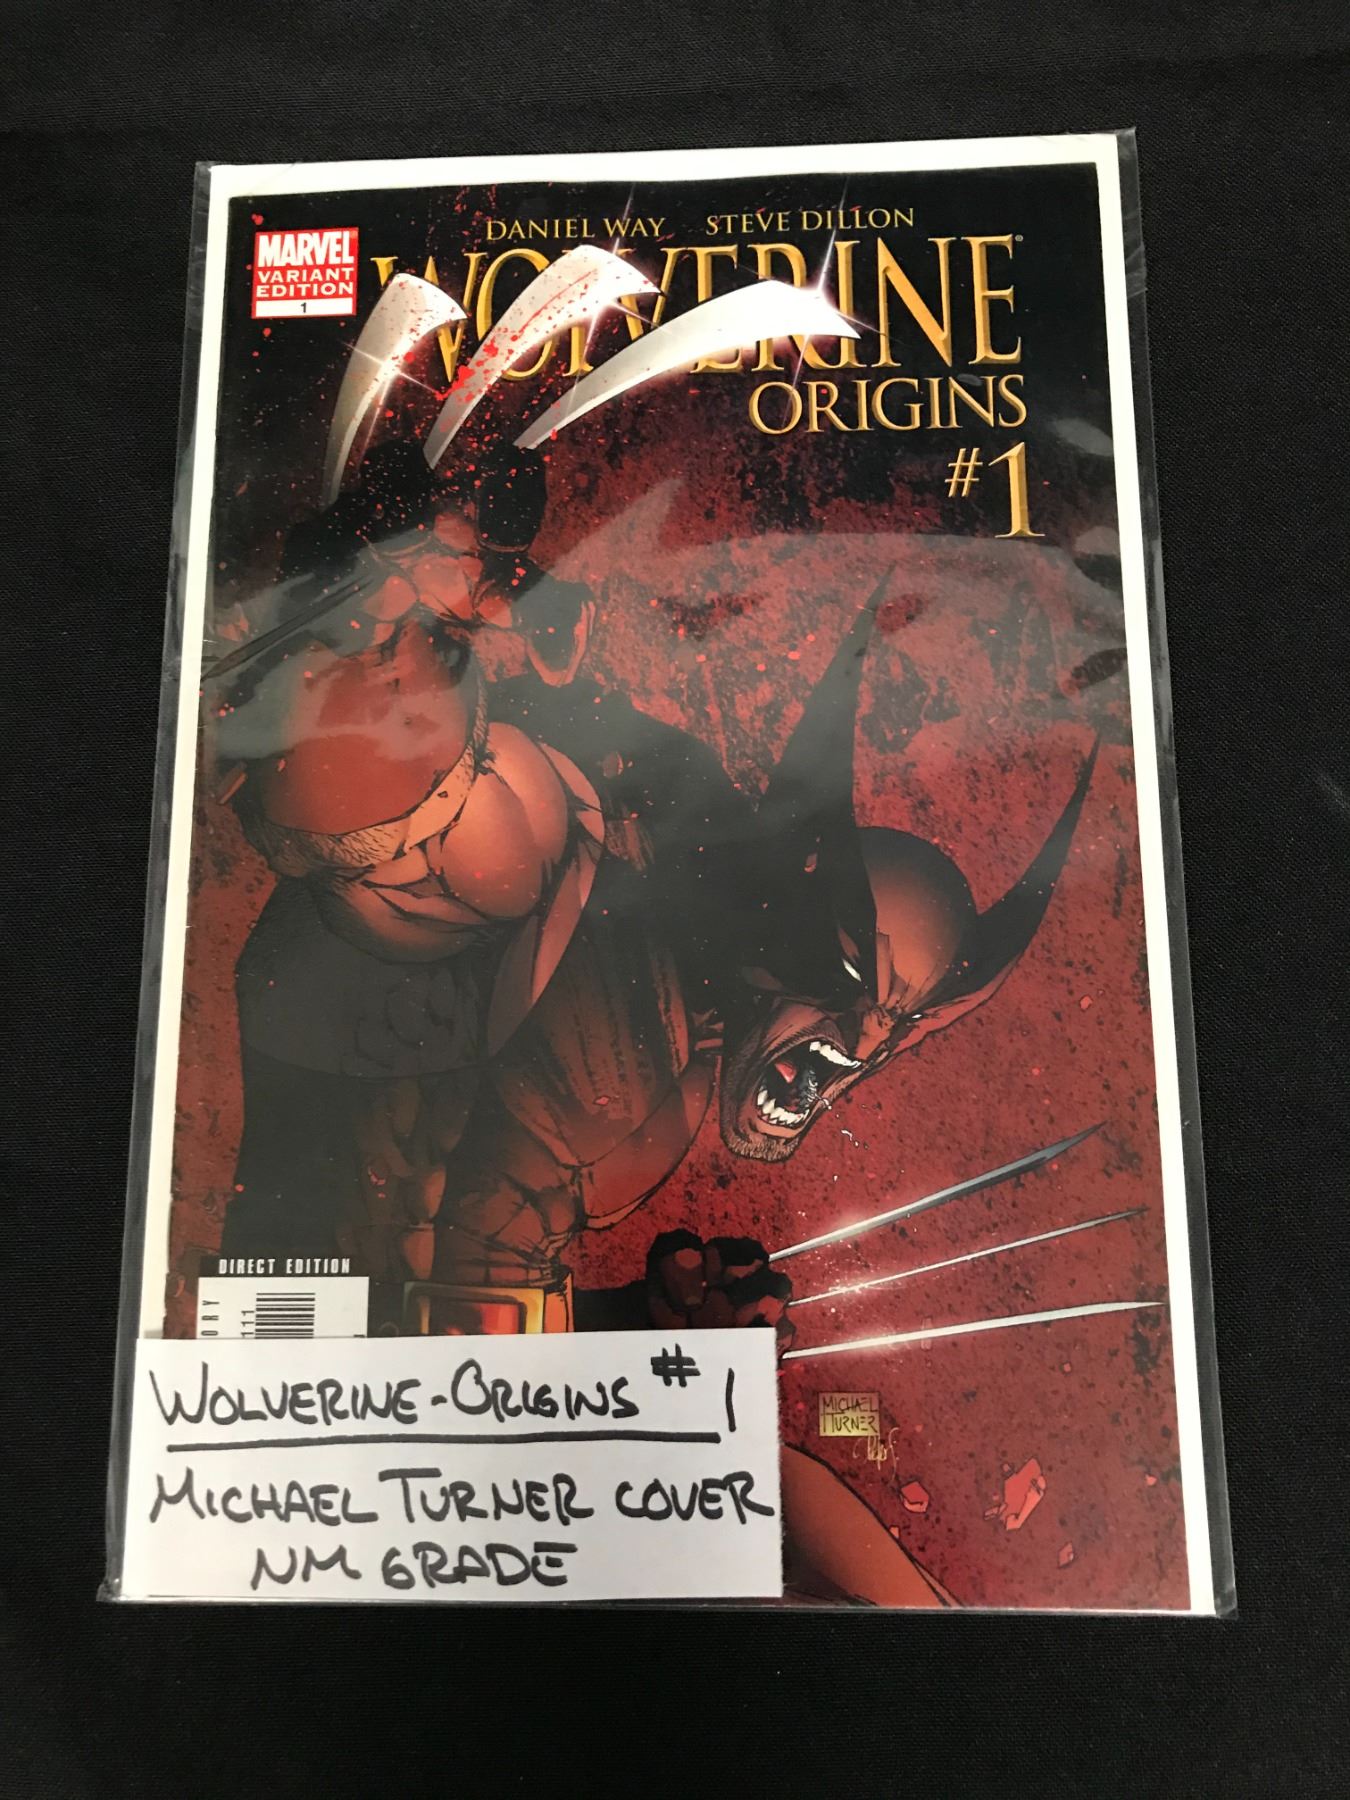 DANIEL WAY STEVE DILLON
MARVEL
VARIANT
EDITION
1
WOLVERINE
ORIGINS
#1
DIRECT EDITION
111
MICHAEL
TURNER
WOLVERINE-ORIGINS #1
MICHAEL TURNER COVER
NM GRADE